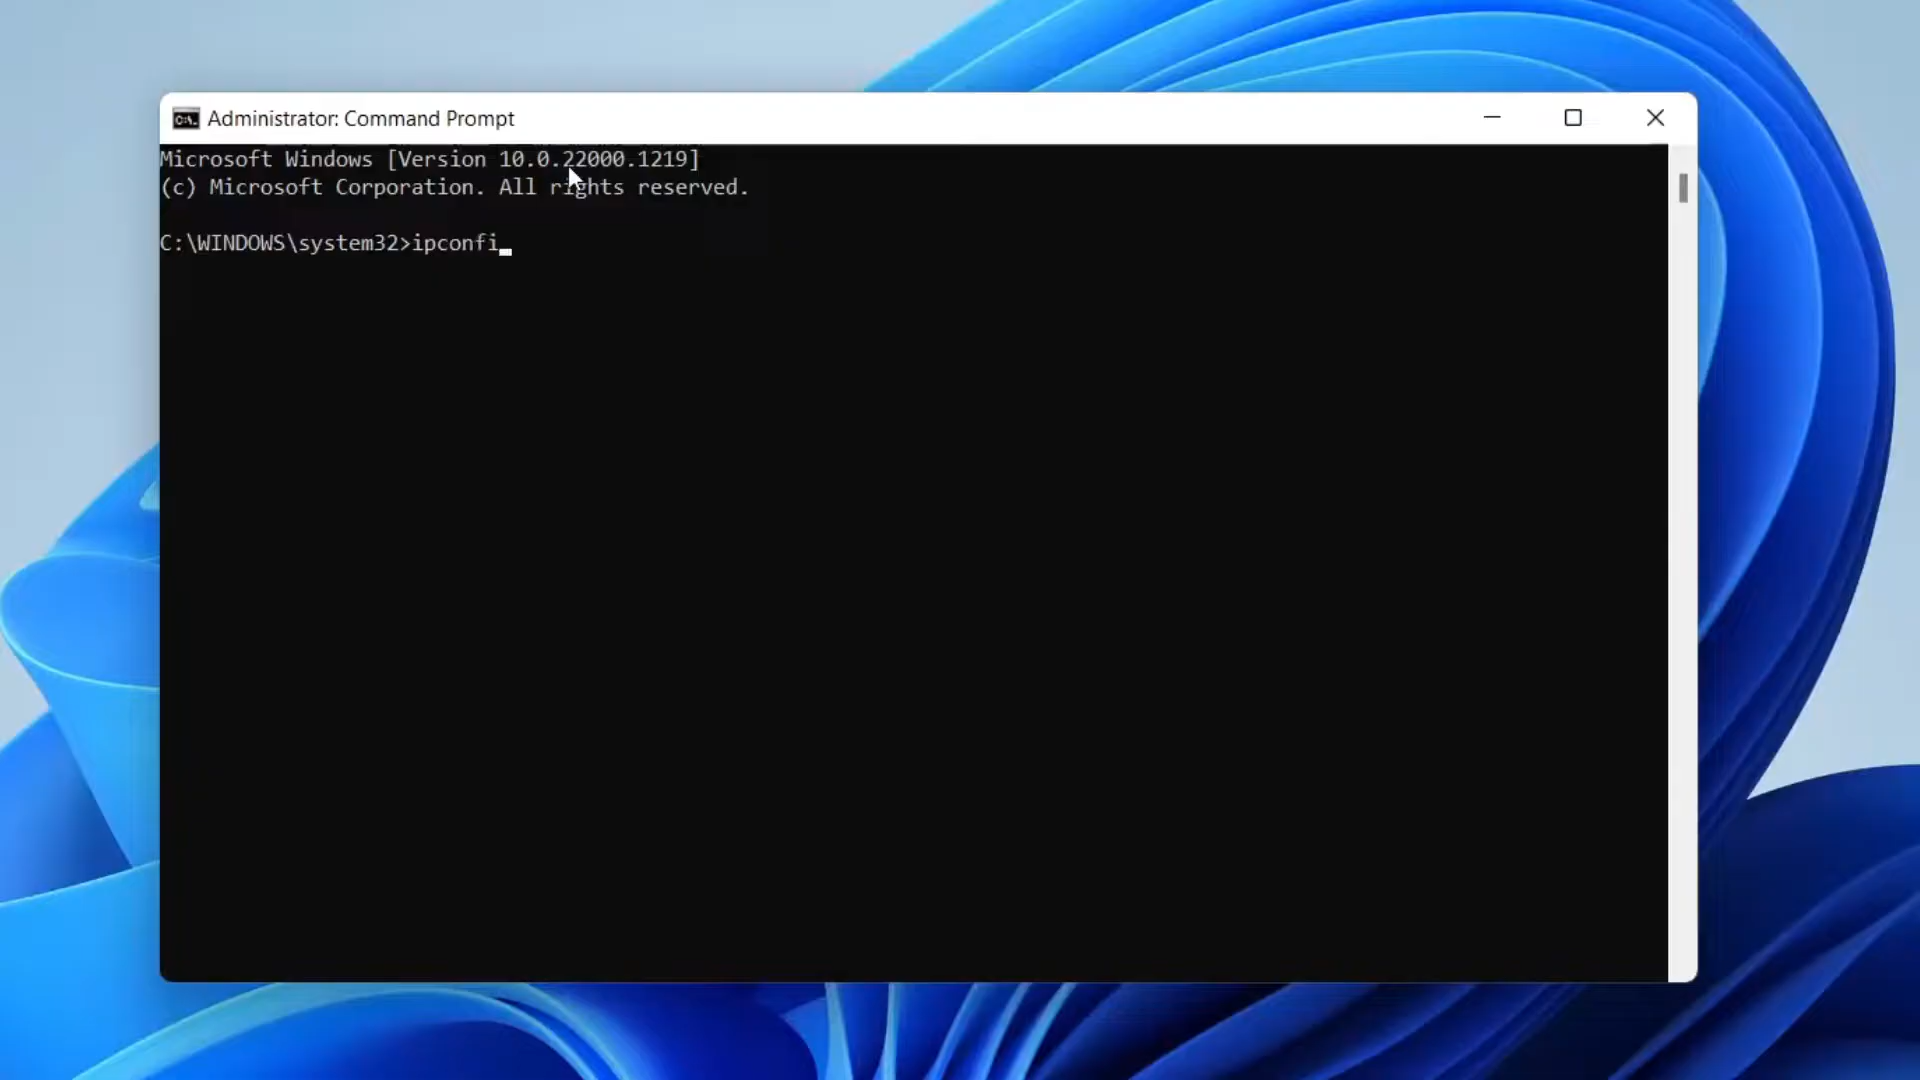 Administrator: Command Prompt
Microsoft Windows [Version 10.0.22000.1219]
(c) Microsoft Corporation. All rights reserved.
C:\WINDOWS\system32>ipconfi